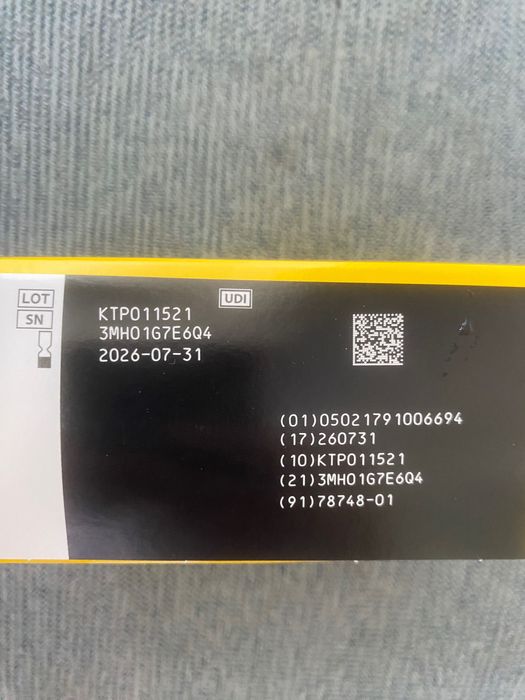 LOT
UDI
SN
KTP011521
3MH01G7E6Q4
2026-07-31
(01)05021791006694
(17)260731
(10)KTP011521
(21)3MH01G7E6Q4
(91)78748-01